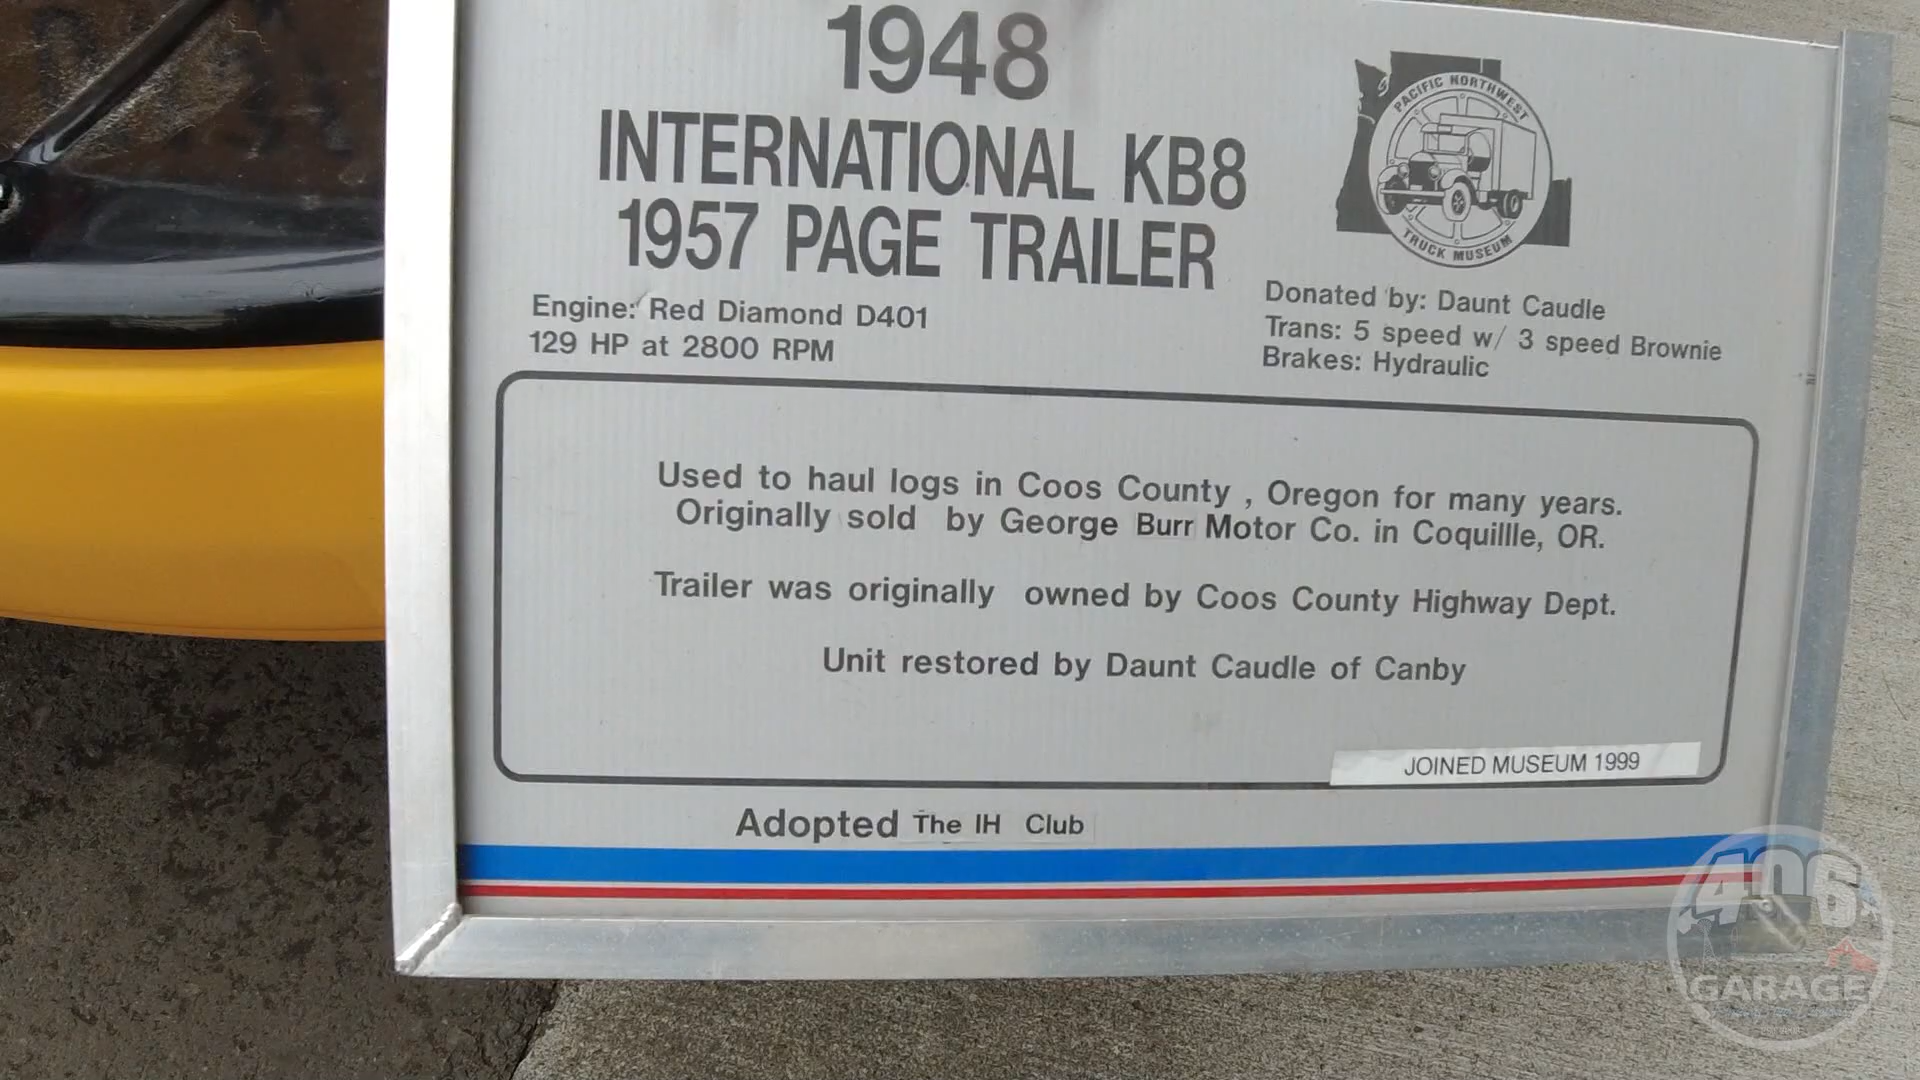 1948
INTERNATIONAL KB8
1957 PAGE TRAILER
PACIFIC NORTHWEST
TRUCK MUSEUM
Engine: Red Diamond D401
129 HP at 2800 RPM
Donated by: Daunt Caudle
Trans: 5 speed w/ 3 speed Brownie
Brakes: Hydraulic
Used to haul logs in Coos County , Oregon for many years.
Originally sold by George Burr Motor Co. in Coquillle, OR.
Trailer was originally owned by Coos County Highway Dept.
Unit restored by Daunt Caudle of Canby
JOINED MUSEUM 1999
Adopted The IH Club
406
GARAGE